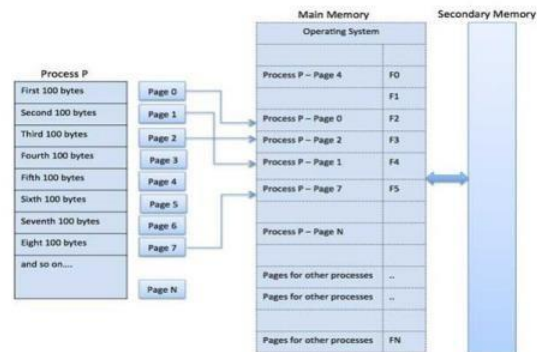 Main Memory
Secondary Memory
Operating System
Process P
First 100 bytes
Second 100 bytes
Third 100 bytes
Fourth 100 bytes
Fifth 100 bytes
Sixth 100 bytes
Seventh 100 bytes
Eight 100 bytes
and so on....
Page 0
Page 1
Page 2
Page 3
Page 4
Page 5
Page 6
Page 7
Page N
Process P – Page 4 F0
F1
Process P – Page 0 F2
Process P – Page 2 F3
Process P – Page 1 F4
Process P – Page 7 F5
Process P – Page N
Pages for other processes ..
Pages for other processes ..
Pages for other processes FN